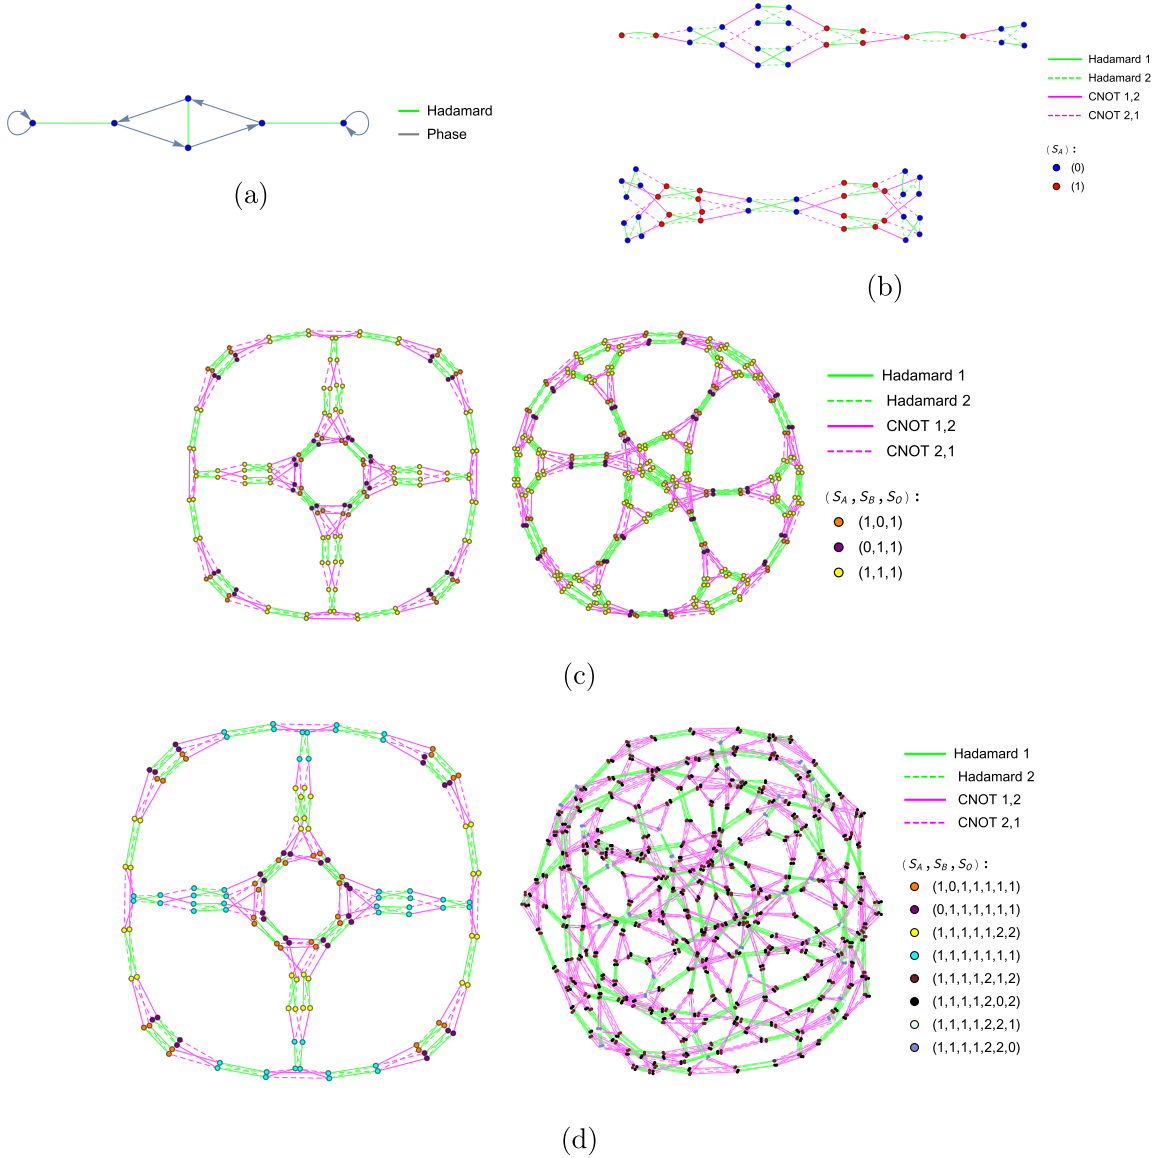 Hadamard
Phase
(a)
Hadamard 1
Hadamard 2
CNOT 1,2
CNOT 2,1
(S_A) :
(0)
(1)
(b)
Hadamard 1
Hadamard 2
CNOT 1,2
CNOT 2,1
(S_A , S_B , S_O) :
(1,0,1)
(0,1,1)
(1,1,1)
(c)
Hadamard 1
Hadamard 2
CNOT 1,2
CNOT 2,1
(S_A , S_B , S_O) :
(1,0,1,1,1,1,1)
(0,1,1,1,1,1,1)
(1,1,1,1,1,2,2)
(1,1,1,1,1,1,1)
(1,1,1,1,2,1,2)
(1,1,1,1,2,0,2)
(1,1,1,1,2,2,1)
(1,1,1,1,2,2,0)
(d)